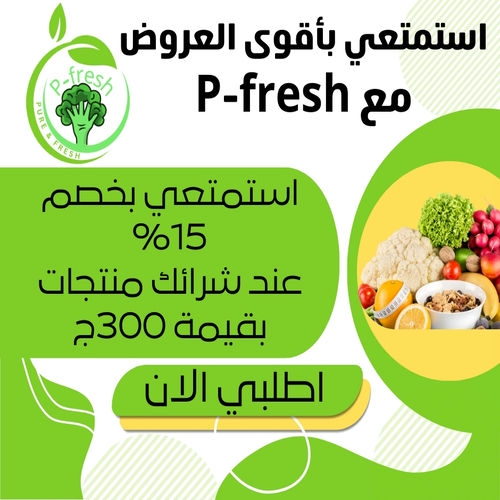 استمتعي بأقوى العروض
مع P-fresh
P-fresh
PURE & FRESH
استمتعي بخصم
15%
عند شرائك منتجات
بقيمة 300ج
اطلبي الان